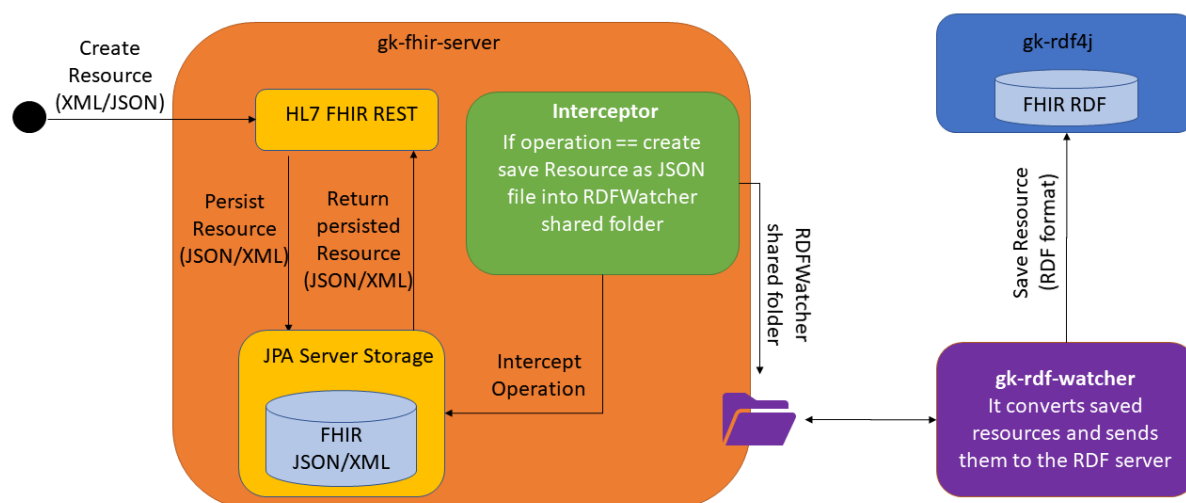 gk-fhir-server
Create
Resource
(XML/JSON)
HL7 FHIR REST
Interceptor
If operation == create
save Resource as JSON
file into RDFWatcher
shared folder
Persist
Resource
(JSON/XML)
Return
persisted
Resource
(JSON/XML)
JPA Server Storage
FHIR
JSON/XML
Intercept
Operation
RDFWatcher
shared folder
gk-rdf4j
FHIR RDF
Save Resource
(RDF format)
gk-rdf-watcher
It converts saved
resources and sends
them to the RDF server